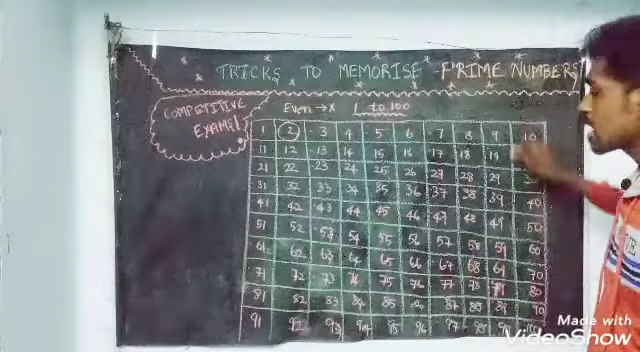 TRICKS TO MEMORISE PRIME NUMBERS
COMPETITIVE
EXAMS!
Even → X 1 to 100
1 2 3 4 5 6 7 8 9 10
11 12 13 14 15 16 17 18 19
21 22 23 24 25 26 27 28 29
31 32 33 34 35 36 37 38 39
41 42 43 44 45 46 47 48 49 40
51 52 53 54 55 56 57 58 59 50
61 62 63 64 65 66 67 68 69 60
71 72 73 74 75 76 77 78 79 70
81 82 83 84 85 87 88 89 80
91 92 93 94 95 96 97 98 90
Made with
VideoShow